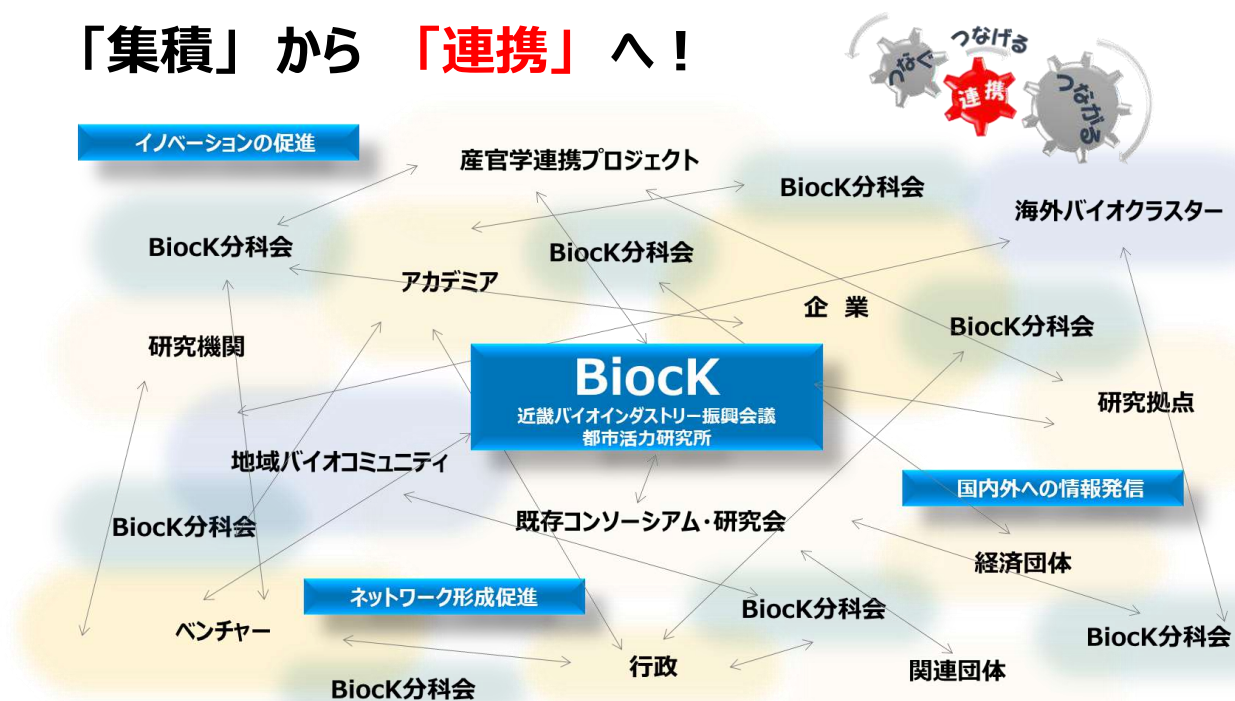 「集積」から「連携」へ！
つなぐ
つなげる
連携
つながる
イノベーションの促進
産官学連携プロジェクト
BiocK分科会
海外バイオクラスター
BiocK分科会
BiocK分科会
アカデミア
企 業
BiocK分科会
研究機関
BiocK
近畿バイオインダストリー振興会議
都市活力研究所
研究拠点
地域バイオコミュニティ
国内外への情報発信
BiocK分科会
既存コンソーシアム・研究会
経済団体
ネットワーク形成促進
BiocK分科会
ベンチャー
BiocK分科会
行政
関連団体
BiocK分科会